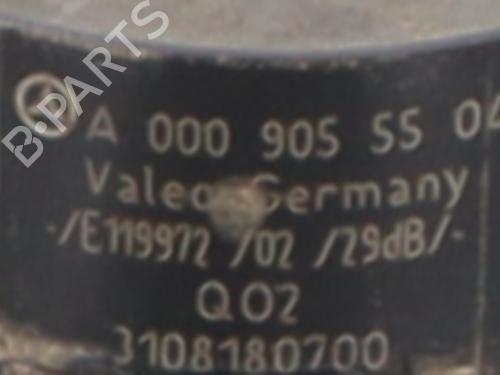 B·PARTS
A 000 905 55 04
Valeo Germany
-/E119972 /02 /29dB/-
Q02
3108180700